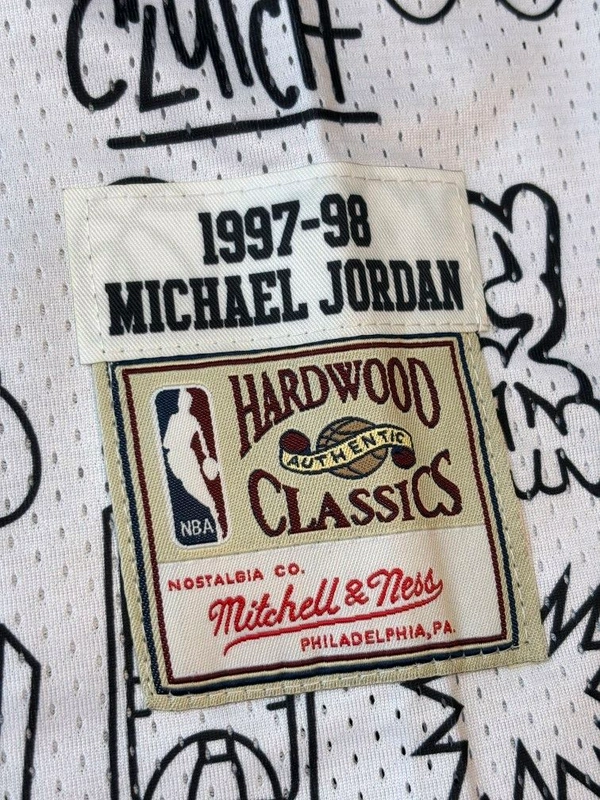 CLUTCH
1997-98
MICHAEL JORDAN
HARDWOOD
AUTHENTIC
CLASSICS
NBA
NOSTALGIA CO.
Mitchell & Ness
PHILADELPHIA, PA.